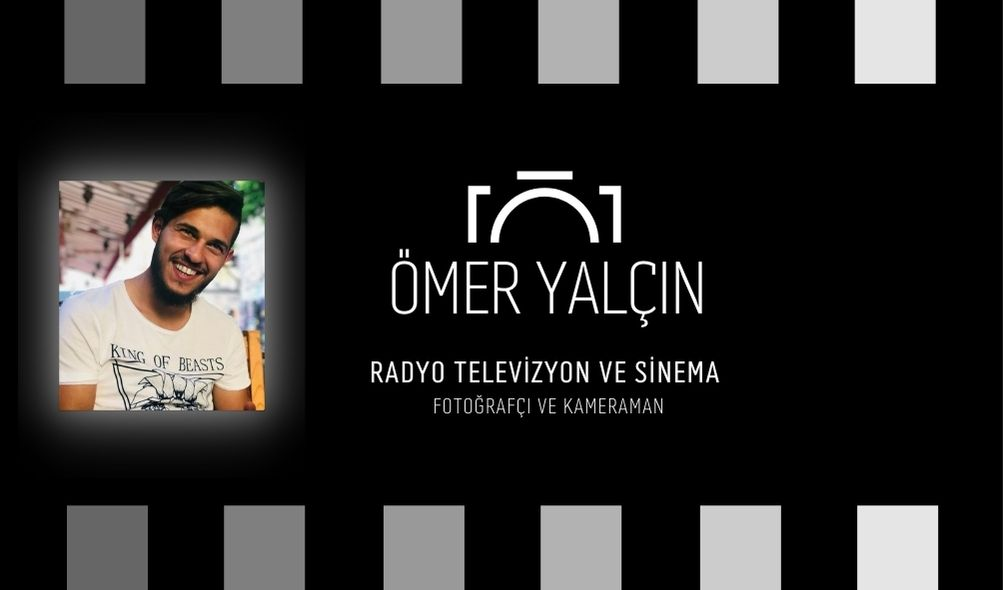 KING OF BEASTS
ÖMER YALÇIN
RADYO TELEVİZYON VE SİNEMA
FOTOĞRAFÇI VE KAMERAMAN